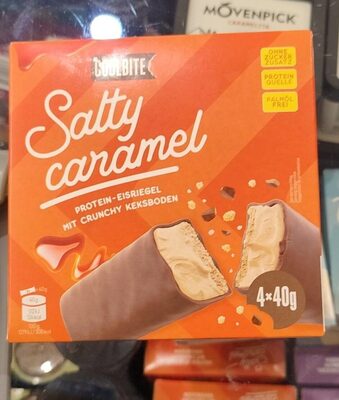 MÖVENPICK
COOLBITE
OHNE
ZUCKER
ZUSATZ
PROTEIN
QUELLE
PALMÖL
FREI
Salty
caramel
PROTEIN-EISRIEGEL
MIT CRUNCHY KEKSBODEN
4×40g